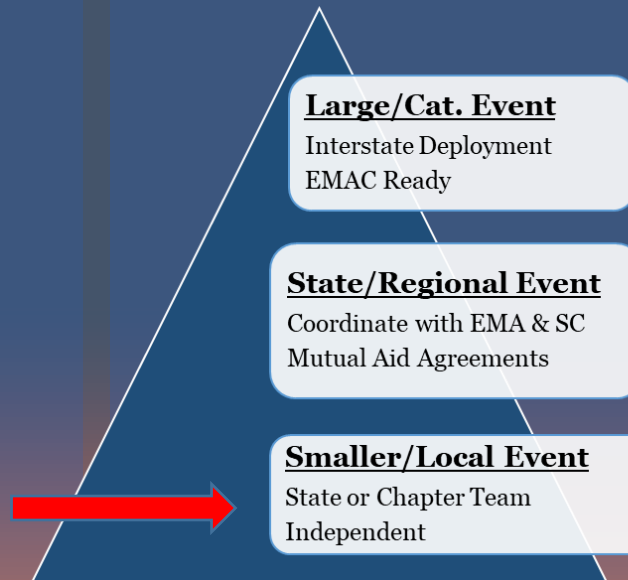 Large/Cat. Event
Interstate Deployment
EMAC Ready
State/Regional Event
Coordinate with EMA & SC
Mutual Aid Agreements
Smaller/Local Event
State or Chapter Team
Independent